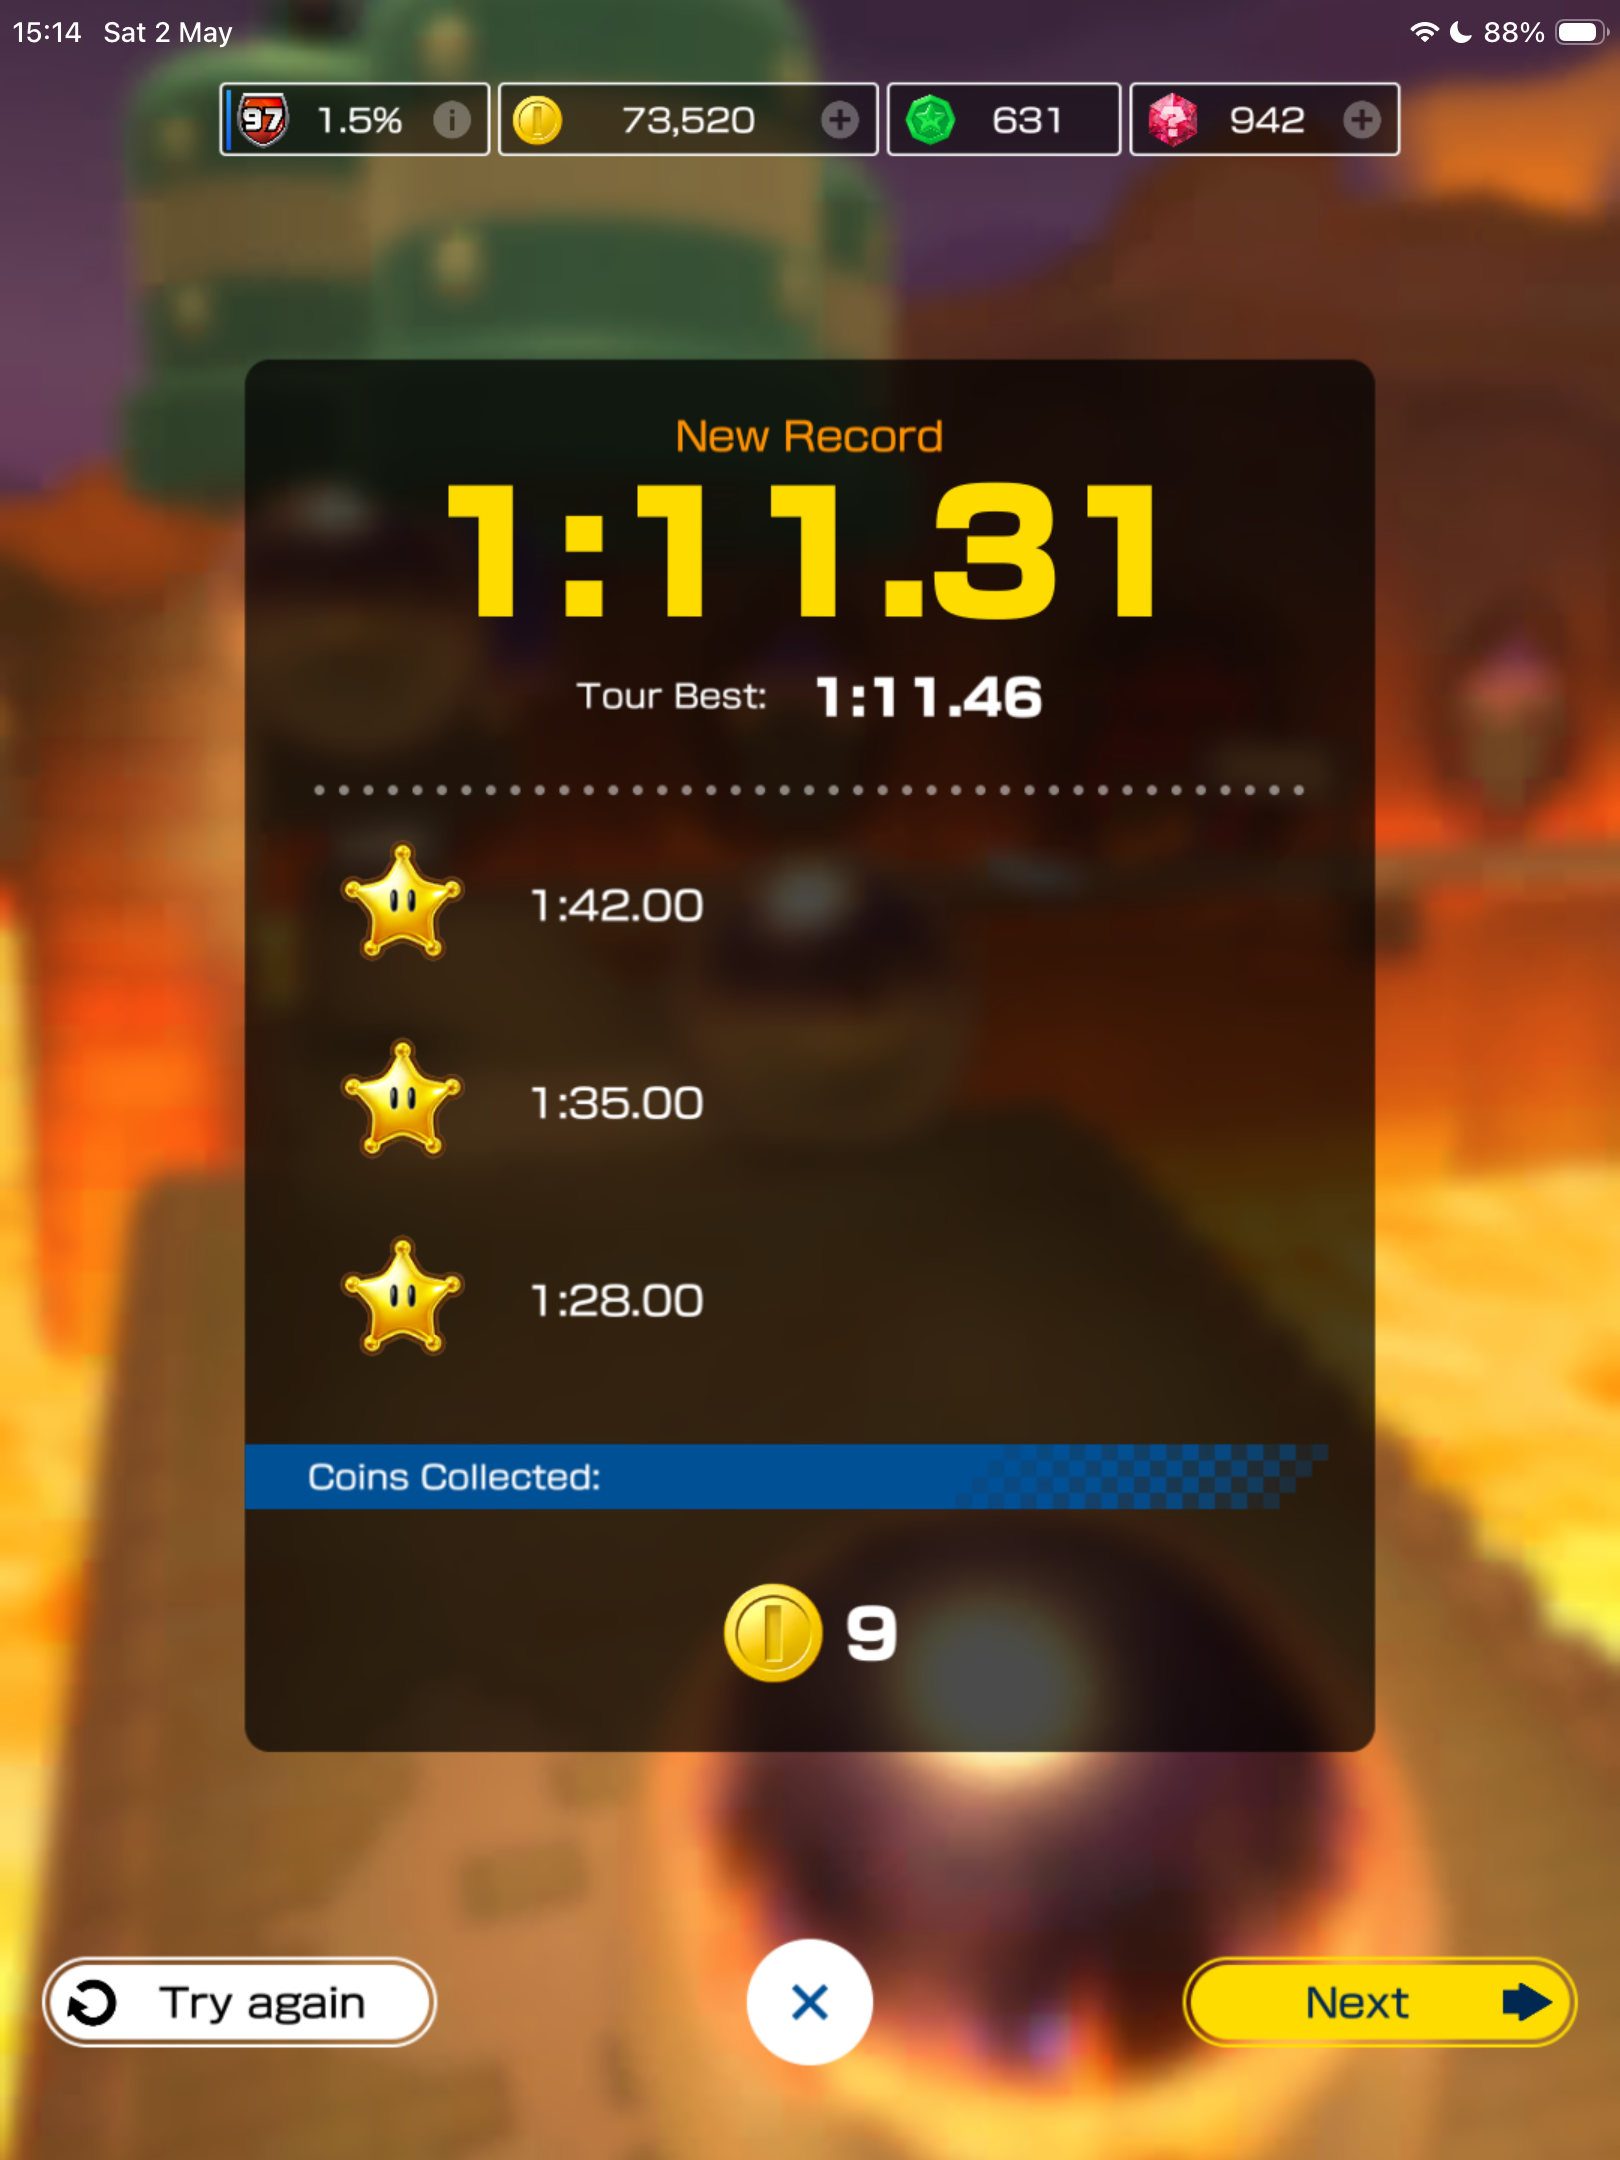 15:14 Sat 2 May 88%
97 1.5% i 73,520 + 631 ? 942 +
New Record
1:11.31
Tour Best: 1:11.46
1:42.00
1:35.00
1:28.00
Coins Collected:
9
Try again × Next